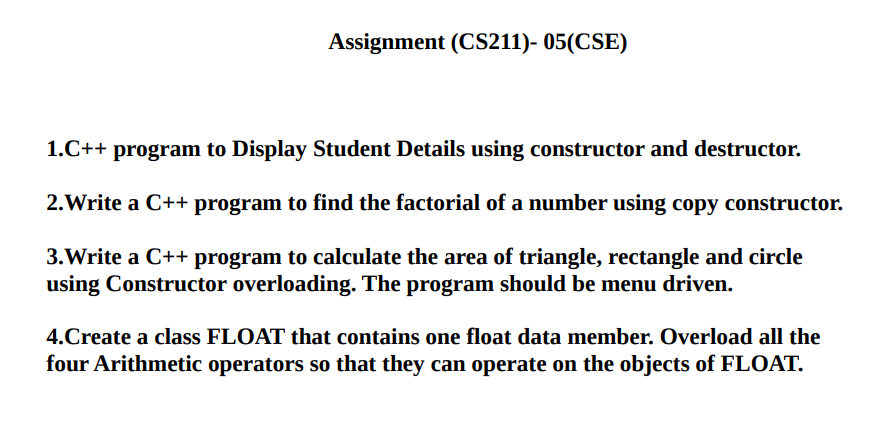 Assignment (CS211)- 05(CSE)
1.C++ program to Display Student Details using constructor and destructor.
2.Write a C++ program to find the factorial of a number using copy constructor.
3.Write a C++ program to calculate the area of triangle, rectangle and circle
using Constructor overloading. The program should be menu driven.
4.Create a class FLOAT that contains one float data member. Overload all the
four Arithmetic operators so that they can operate on the objects of FLOAT.